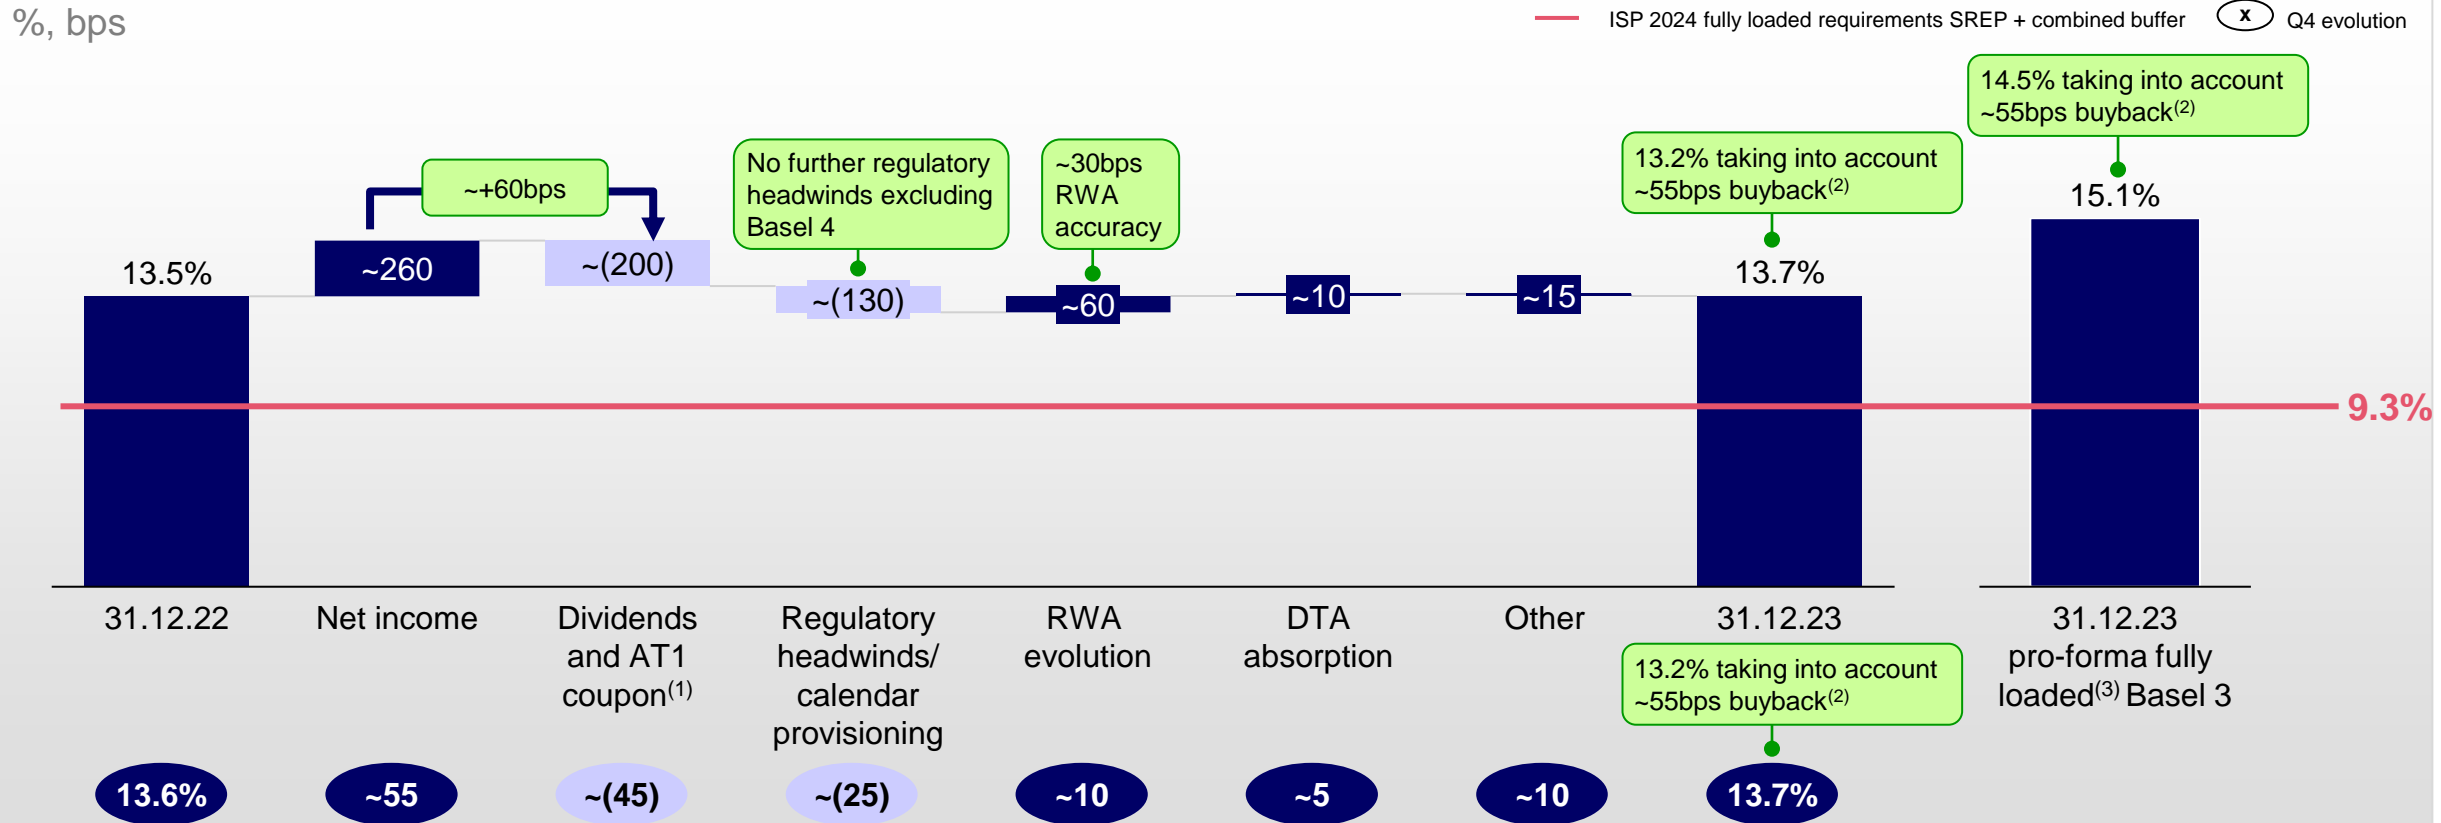 %, bps
ISP 2024 fully loaded requirements SREP + combined buffer
x
Q4 evolution
14.5% taking into account
~55bps buyback(2)
13.2% taking into account
~55bps buyback(2)
No further regulatory
headwinds excluding
Basel 4
~30bps
RWA
accuracy
~+60bps
15.1%
13.5%
~260
~(200)
~(130)
~60
~10
~15
13.7%
9.3%
31.12.22
Net income
Dividends
and AT1
coupon(1)
Regulatory
headwinds/
calendar
provisioning
RWA
evolution
DTA
absorption
Other
31.12.23
13.2% taking into account
~55bps buyback(2)
31.12.23
pro-forma fully
loaded(3) Basel 3
13.6%
~55
~(45)
~(25)
~10
~5
~10
13.7%